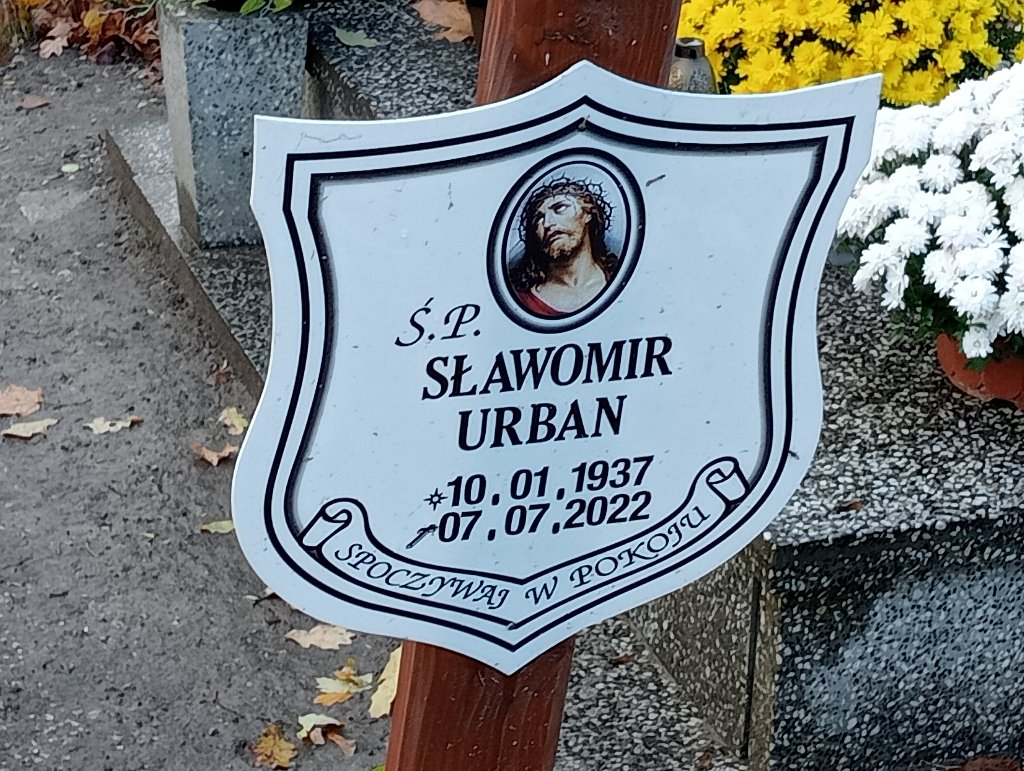 Ś.P.
SŁAWOMIR
URBAN
10.01.1937
07.07.2022
SPOCZYWAJ W POKOJU